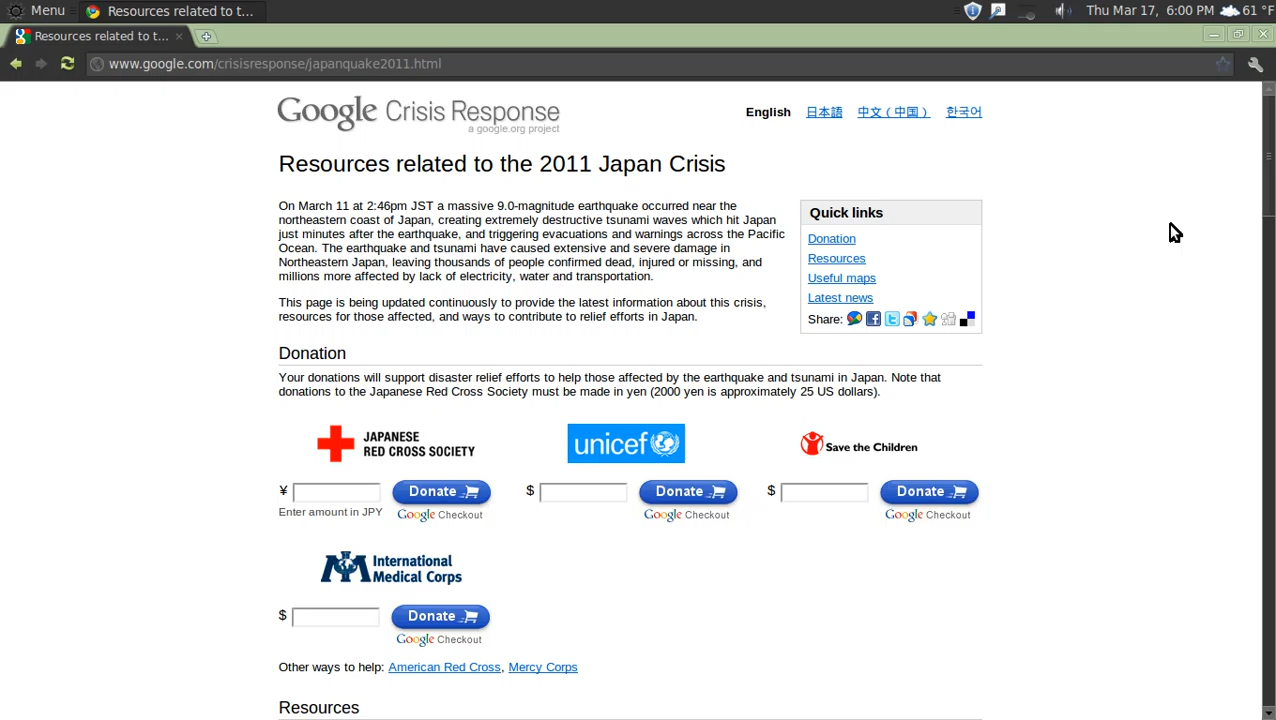 Menu Resources related to t... Thu Mar 17, 6:00 PM 61 °F
Resources related to t...
www.google.com/crisisresponse/japanquake2011.html
Google Crisis Response
a google.org project
English 日本語 中文（中国） 한국어
Resources related to the 2011 Japan Crisis
On March 11 at 2:46pm JST a massive 9.0-magnitude earthquake occurred near the
northeastern coast of Japan, creating extremely destructive tsunami waves which hit Japan
just minutes after the earthquake, and triggering evacuations and warnings across the Pacific
Ocean. The earthquake and tsunami have caused extensive and severe damage in
Northeastern Japan, leaving thousands of people confirmed dead, injured or missing, and
millions more affected by lack of electricity, water and transportation.
This page is being updated continuously to provide the latest information about this crisis,
resources for those affected, and ways to contribute to relief efforts in Japan.
Quick links
Donation
Resources
Useful maps
Latest news
Share:
Donation
Your donations will support disaster relief efforts to help those affected by the earthquake and tsunami in Japan. Note that
donations to the Japanese Red Cross Society must be made in yen (2000 yen is approximately 25 US dollars).
JAPANESE
RED CROSS SOCIETY
unicef
Save the Children
¥ Donate $ Donate $ Donate
Enter amount in JPY Google Checkout Google Checkout Google Checkout
International
Medical Corps
$ Donate
Google Checkout
Other ways to help: American Red Cross, Mercy Corps
Resources